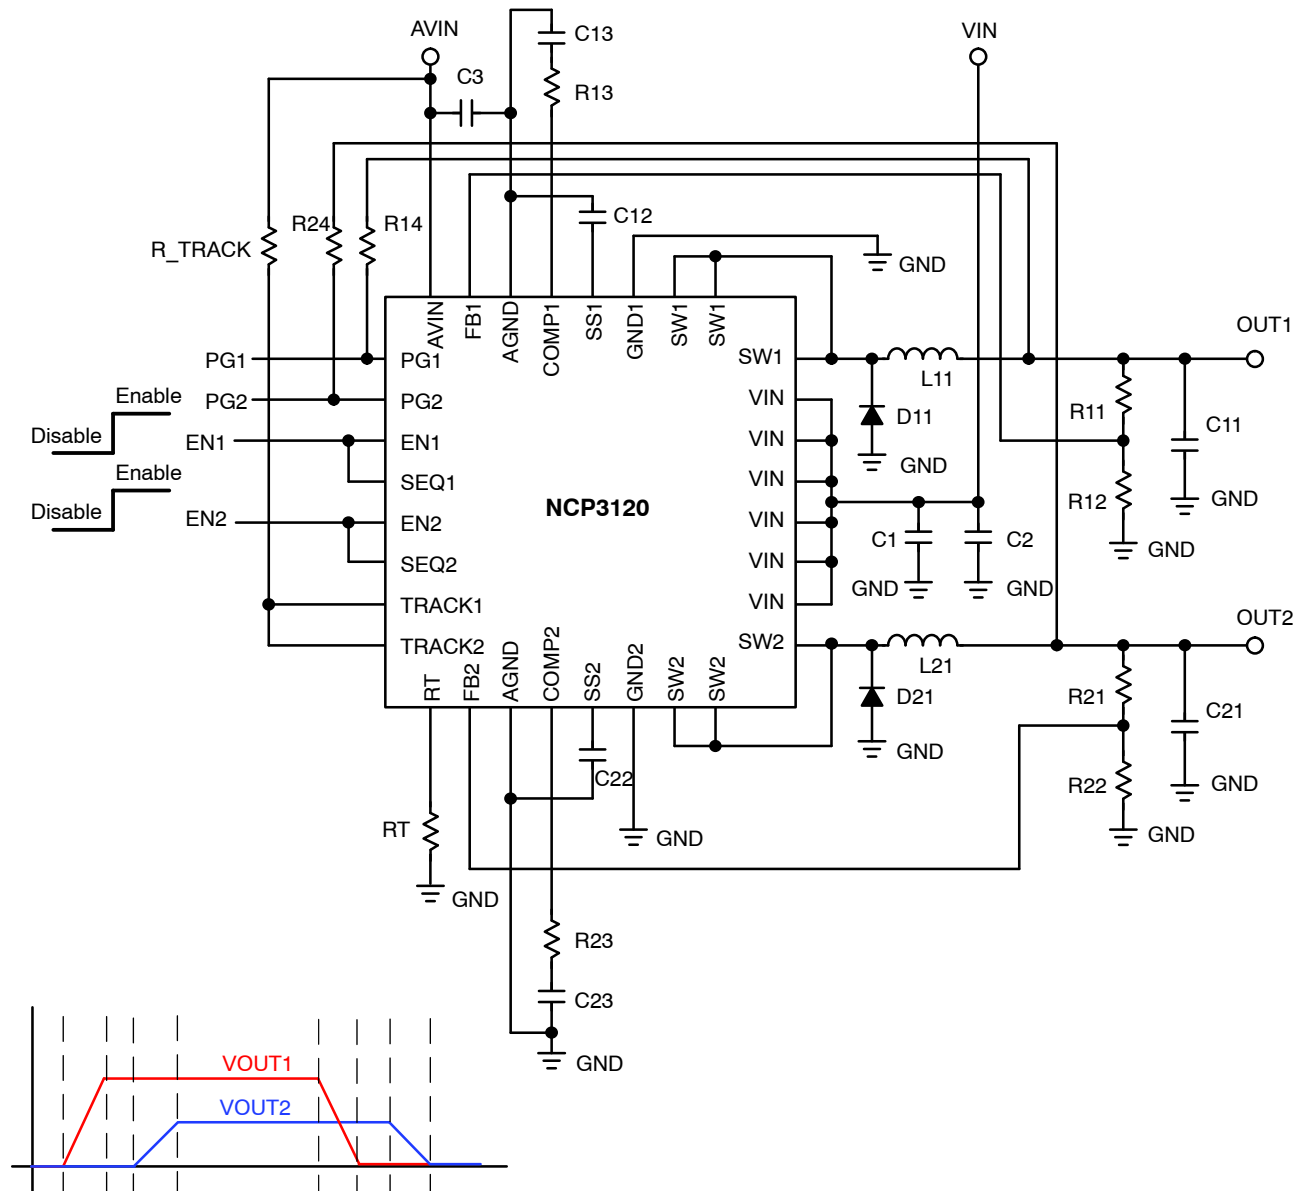 AVIN
C13
VIN
C3
R13
C12
R24
R14
R_TRACK
GND
AVIN
FB1
AGND
COMP1
SS1
GND1
SW1
SW1
OUT1
PG1
PG1
SW1
L11
Enable
PG2
PG2
VIN
D11
R11
C11
Disable
EN1
EN1
VIN
GND
Enable
SEQ1
VIN
R12
GND
Disable
EN2
EN2
NCP3120
VIN
C1
C2
GND
SEQ2
VIN
GND
GND
TRACK1
VIN
OUT2
TRACK2
SW2
L21
RT
FB2
AGND
COMP2
SS2
GND2
SW2
SW2
D21
R21
C21
GND
C22
R22
GND
RT
GND
GND
GND
R23
C23
GND
VOUT1
VOUT2